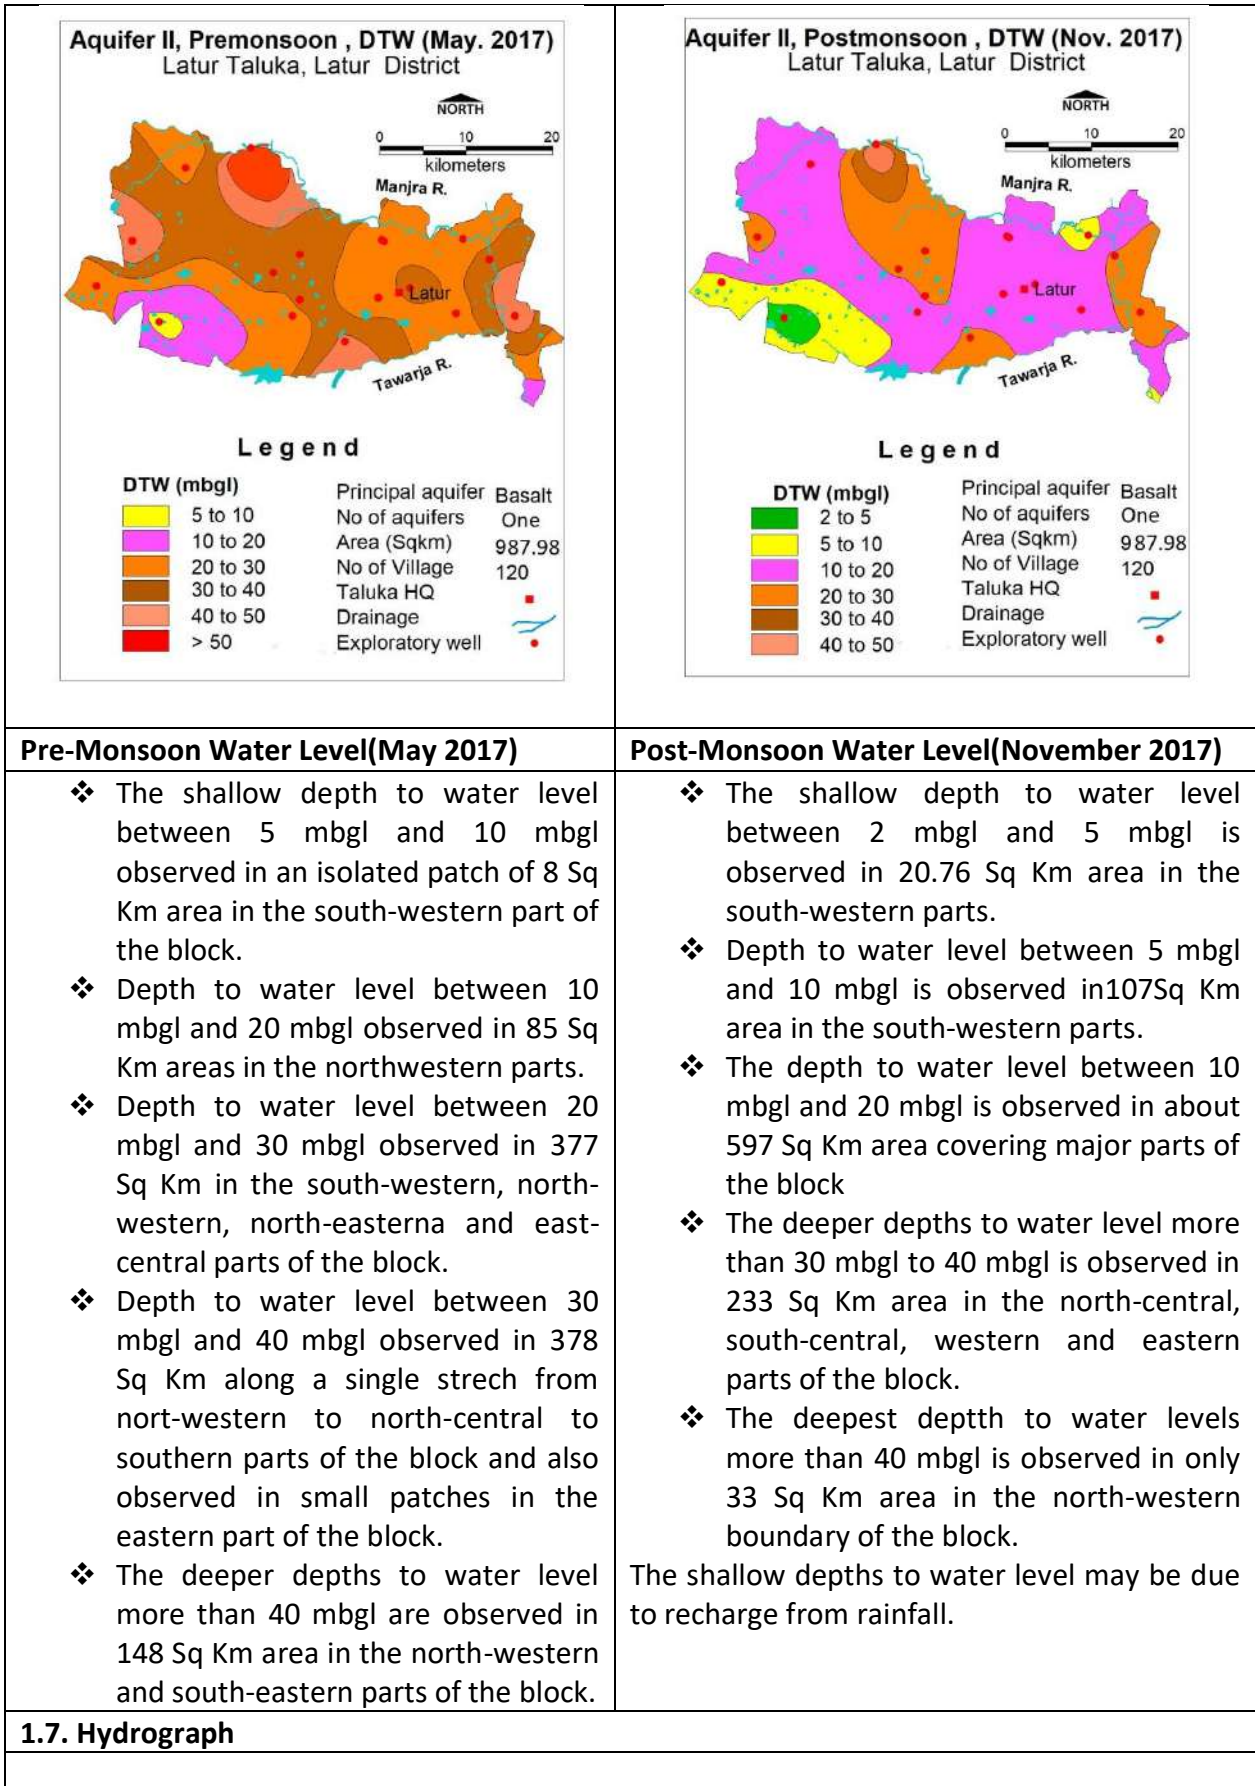 Aquifer II, Premonsoon , DTW (May. 2017)
Latur Taluka, Latur District
NORTH
0 10 20
kilometers
Manjra R.
Latur
Tawarja R.
Legend
DTW (mbgl)
5 to 10
10 to 20
20 to 30
30 to 40
40 to 50
> 50
Principal aquifer Basalt
No of aquifers One
Area (Sqkm) 987.98
No of Village 120
Taluka HQ
Drainage
Exploratory well
Aquifer II, Postmonsoon , DTW (Nov. 2017)
Latur Taluka, Latur District
NORTH
0 10 20
kilometers
Manjra R.
Latur
Tawarja R.
Legend
DTW (mbgl)
2 to 5
5 to 10
10 to 20
20 to 30
30 to 40
40 to 50
Principal aquifer Basalt
No of aquifers One
Area (Sqkm) 987.98
No of Village 120
Taluka HQ
Drainage
Exploratory well
Pre-Monsoon Water Level(May 2017)
❖ The shallow depth to water level
between 5 mbgl and 10 mbgl
observed in an isolated patch of 8 Sq
Km area in the south-western part of
the block.
❖ Depth to water level between 10
mbgl and 20 mbgl observed in 85 Sq
Km areas in the northwestern parts.
❖ Depth to water level between 20
mbgl and 30 mbgl observed in 377
Sq Km in the south-western, north-
western, north-easterna and east-
central parts of the block.
❖ Depth to water level between 30
mbgl and 40 mbgl observed in 378
Sq Km along a single strech from
nort-western to north-central to
southern parts of the block and also
observed in small patches in the
eastern part of the block.
❖ The deeper depths to water level
more than 40 mbgl are observed in
148 Sq Km area in the north-western
and south-eastern parts of the block.
Post-Monsoon Water Level(November 2017)
❖ The shallow depth to water level
between 2 mbgl and 5 mbgl is
observed in 20.76 Sq Km area in the
south-western parts.
❖ Depth to water level between 5 mbgl
and 10 mbgl is observed in107Sq Km
area in the south-western parts.
❖ The depth to water level between 10
mbgl and 20 mbgl is observed in about
597 Sq Km area covering major parts of
the block
❖ The deeper depths to water level more
than 30 mbgl to 40 mbgl is observed in
233 Sq Km area in the north-central,
south-central, western and eastern
parts of the block.
❖ The deepest deptth to water levels
more than 40 mbgl is observed in only
33 Sq Km area in the north-western
boundary of the block.
The shallow depths to water level may be due
to recharge from rainfall.
1.7. Hydrograph